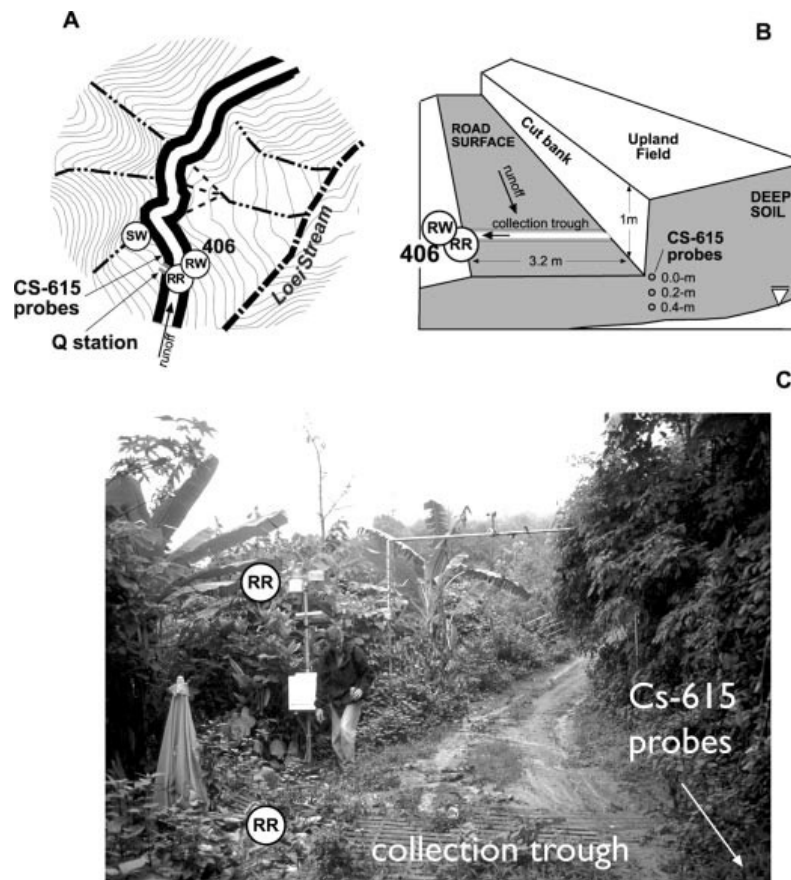 A
SW
406
RW
RR
CS-615
probes
Q station
runoff
Loei Stream
B
ROAD
SURFACE
Cut bank
Upland
Field
runoff
collection trough
1m
DEEP
SOIL
CS-615
probes
RW
RR
406
3.2 m
0.0-m
0.2-m
0.4-m
C
RR
Cs-615
probes
RR
collection trough